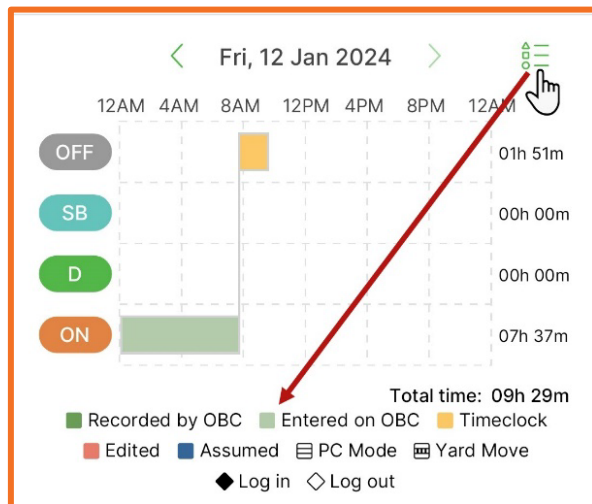 Fri, 12 Jan 2024
12AM 4AM 8AM 12PM 4PM 8PM 12AM
OFF 01h 51m
SB 00h 00m
D 00h 00m
ON 07h 37m
Total time: 09h 29m
Recorded by OBC Entered on OBC Timeclock
Edited Assumed PC Mode Yard Move
Log in Log out